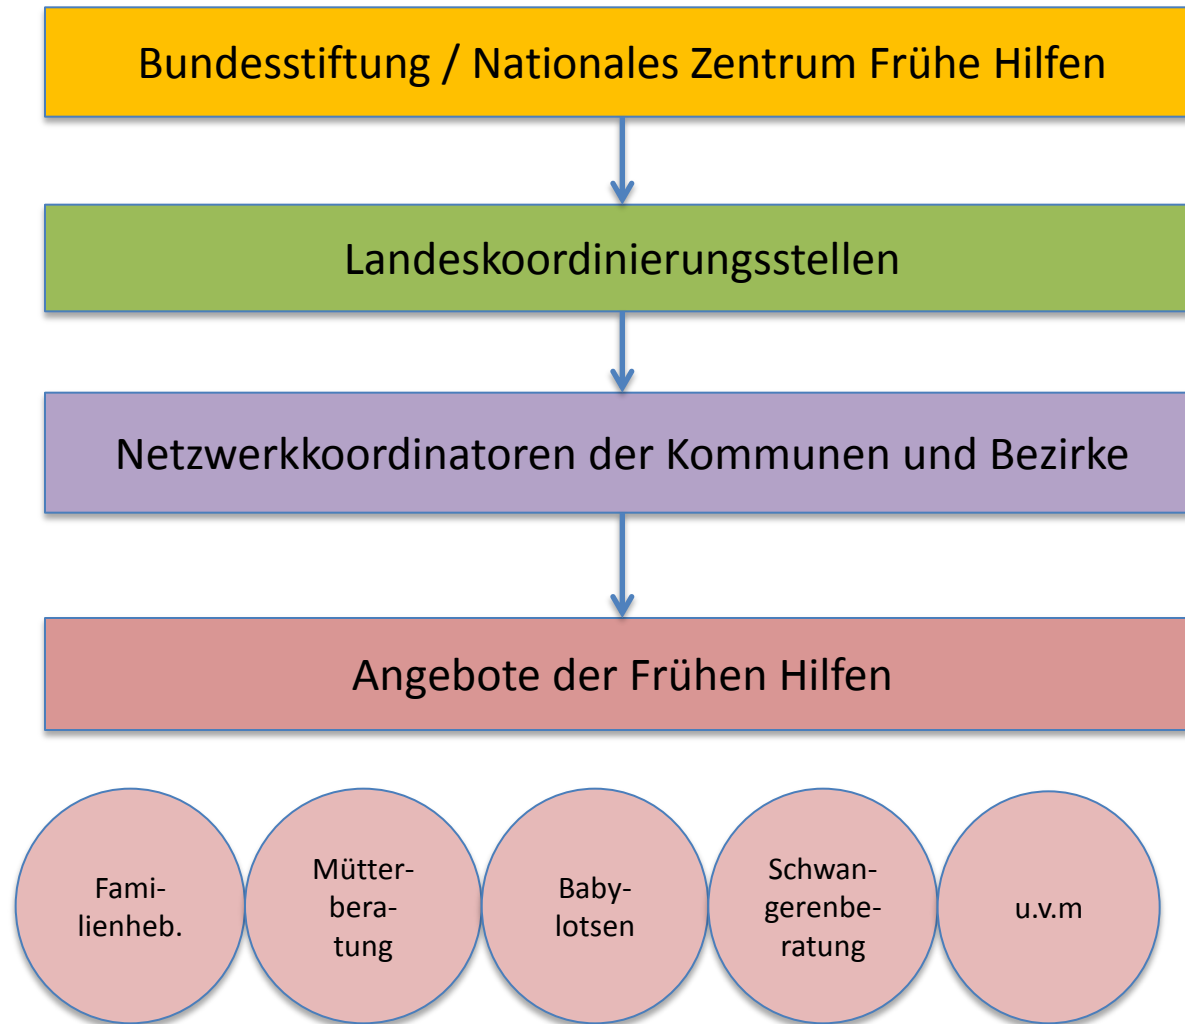 Bundesstiftung / Nationales Zentrum Frühe Hilfen
Landeskoordinierungsstellen
Netzwerkkoordinatoren der Kommunen und Bezirke
Angebote der Frühen Hilfen
Fami-
lienheb.
Mütter-
bera-
tung
Baby-
lotsen
Schwan-
gerenbe-
ratung
u.v.m